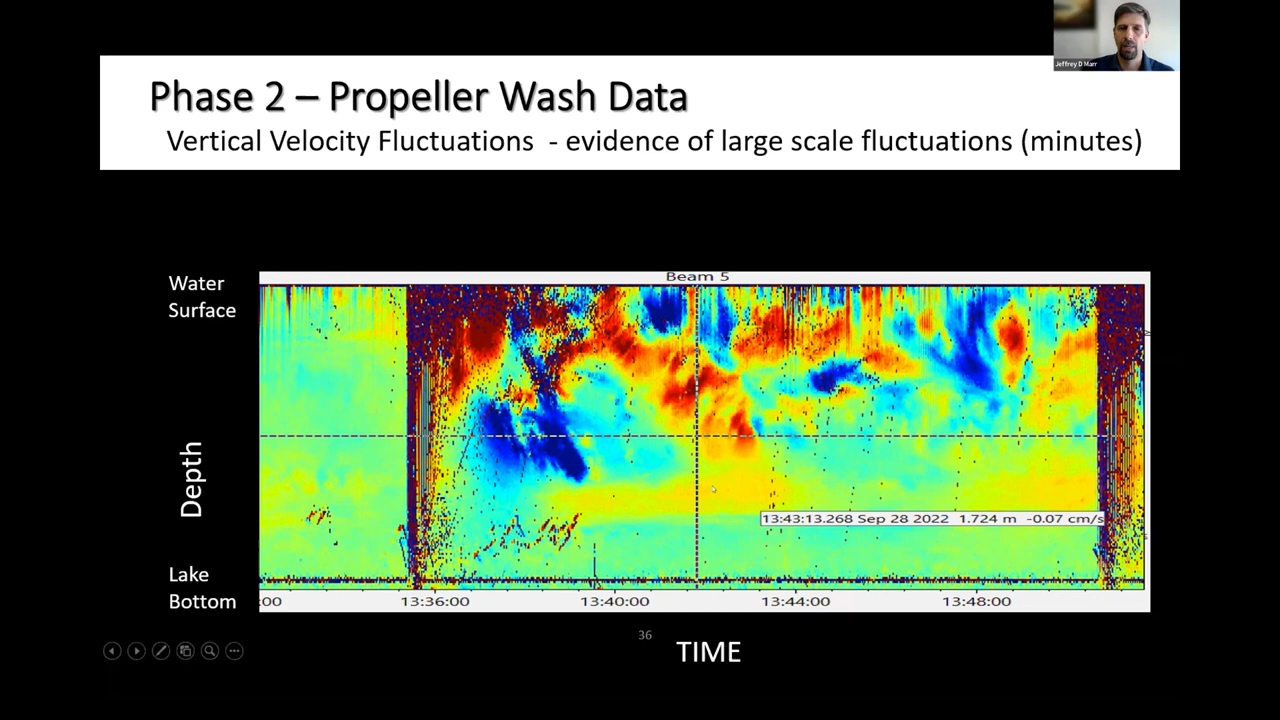 Jeffrey D Marr
Phase 2 – Propeller Wash Data
Vertical Velocity Fluctuations - evidence of large scale fluctuations (minutes)
Beam 5
Water
Surface
Depth
13:43:13.268 Sep 28 2022 1.724 m -0.07 cm/s
Lake
Bottom
:00
13:36:00
13:40:00
13:44:00
13:48:00
36
TIME